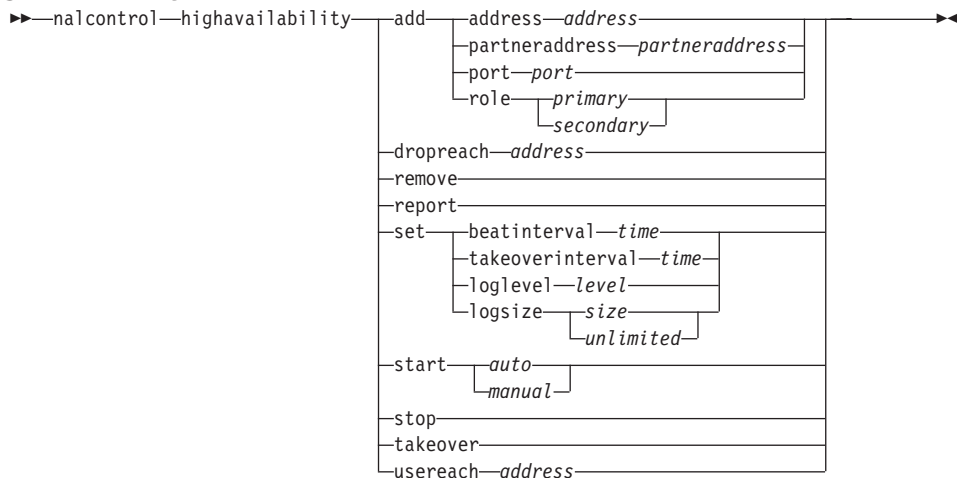 nalcontrol highavailability add address address
partneraddress partneraddress
port port
role primary
secondary
dropreach address
remove
report
set beatinterval time
takeoverinterval time
loglevel level
logsize size
unlimited
start auto
manual
stop
takeover
usereach address